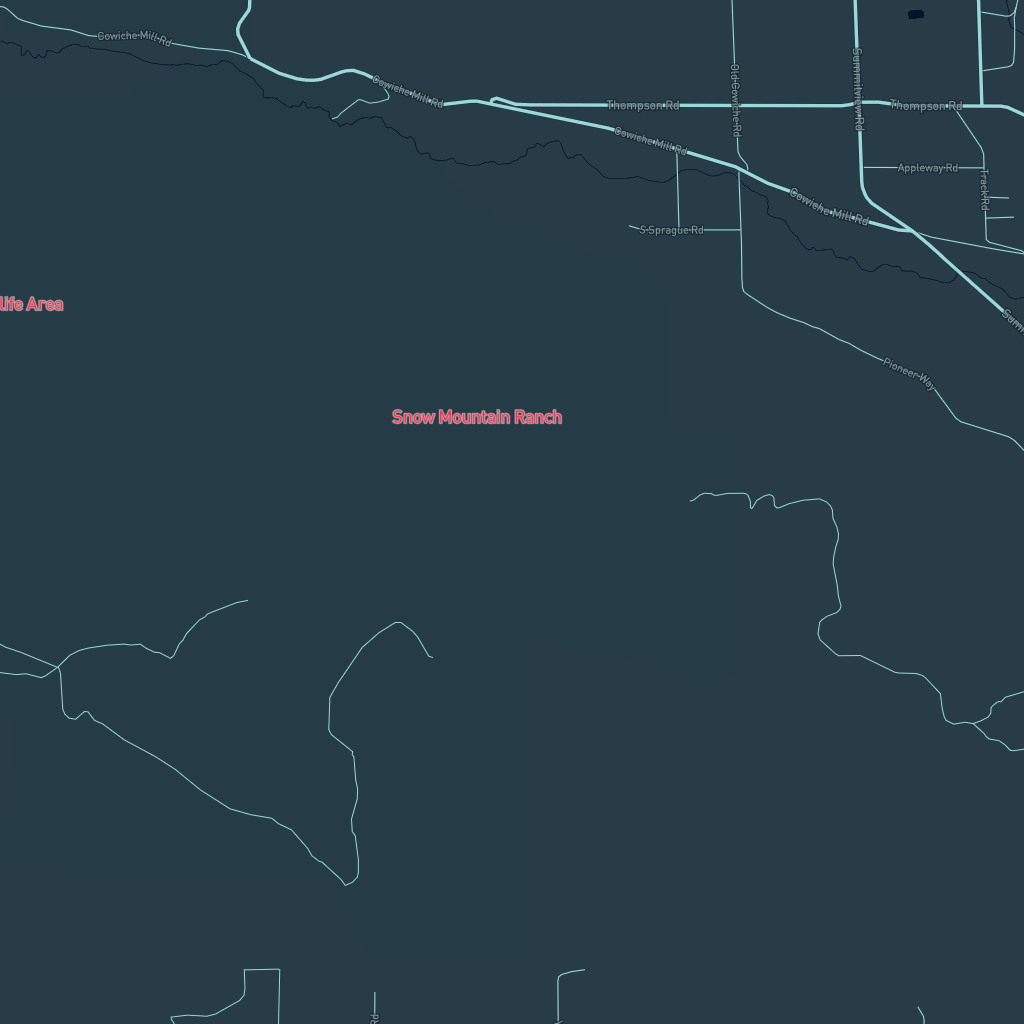 Cowiche Mill Rd
Cowiche Mill Rd
Old Cowiche Rd
Summitview Rd
Thompson Rd
Thompson Rd
Cowiche Mill Rd
Appleway Rd
Track Rd
Cowiche Mill Rd
S Sprague Rd
life Area
Pioneer Way
Snow Mountain Ranch
Rd